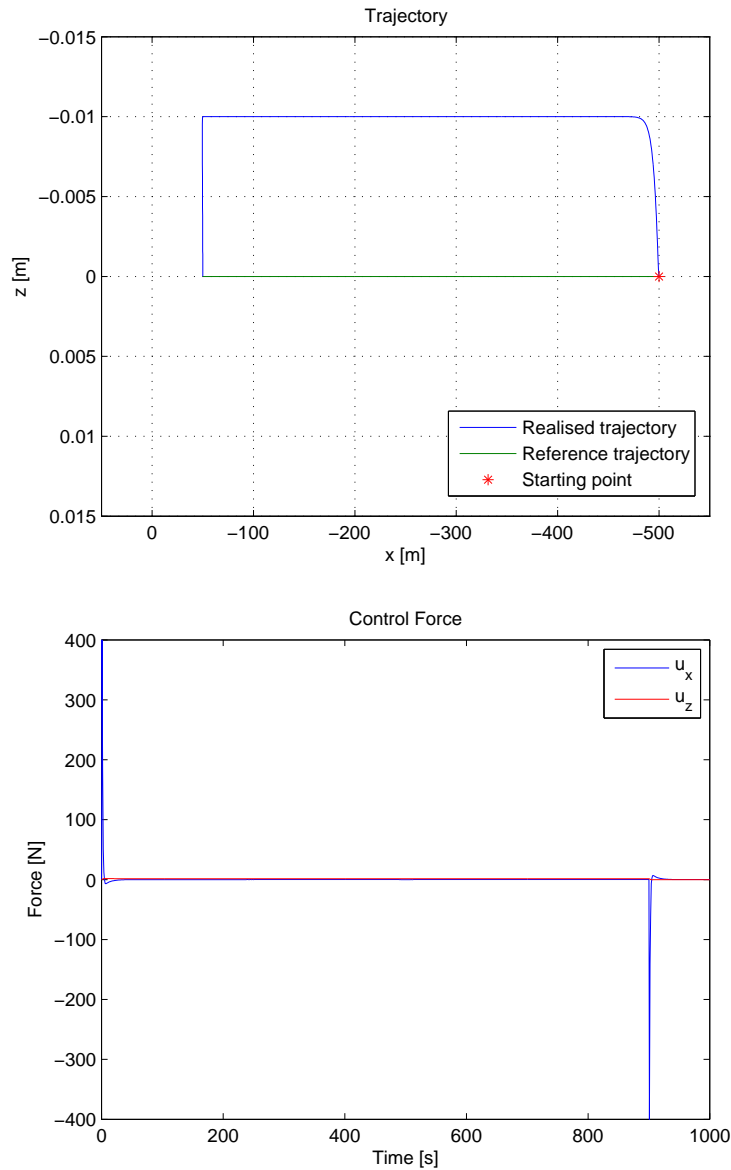 Trajectory
−0.015
−0.01
−0.005
0
0.005
0.01
0.015
z [m]
0 −100 −200 −300 −400 −500
x [m]
Realised trajectory
Reference trajectory
Starting point
Control Force
400
300
200
100
0
−100
−200
−300
−400
Force [N]
0 200 400 600 800 1000
Time [s]
u_x
u_z